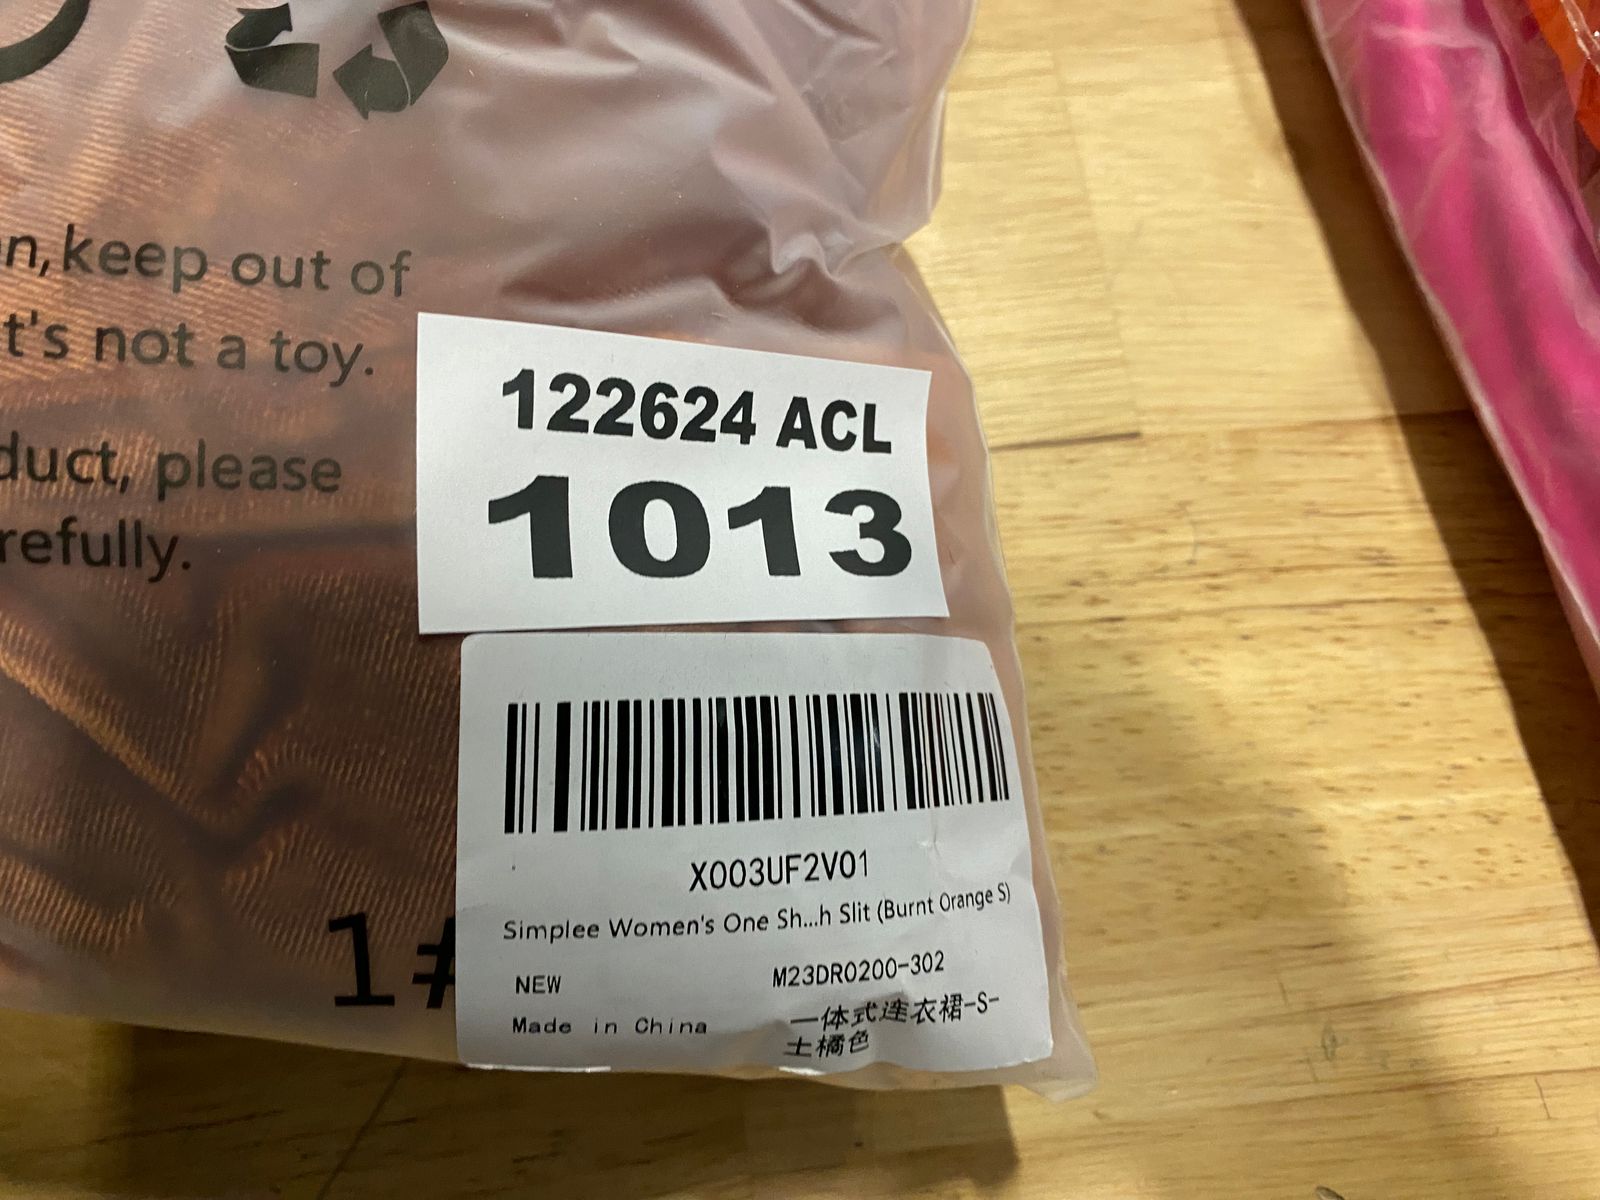 n, keep out of
t's not a toy.
duct, please
refully.
122624 ACL
1013
X003UF2V01
Simplee Women's One Sh...h Slit (Burnt Orange S)
NEW
M23DR0200-302
Made in China
一体式连衣裙-S-
土橘色
1#